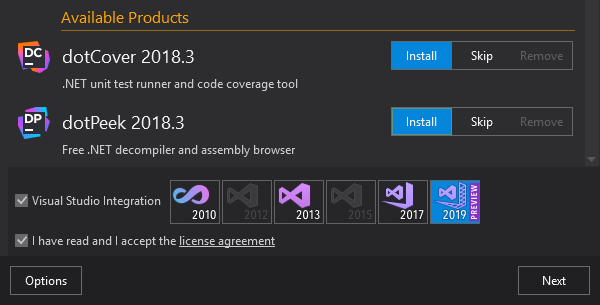 Available Products
DC
dotCover 2018.3
Install Skip Remove
.NET unit test runner and code coverage tool
DP
dotPeek 2018.3
Install Skip Remove
Free .NET decompiler and assembly browser
Visual Studio Integration 2010 2012 2013 2015 2017 2019 PREVIEW
I have read and I accept the license agreement
Options Next